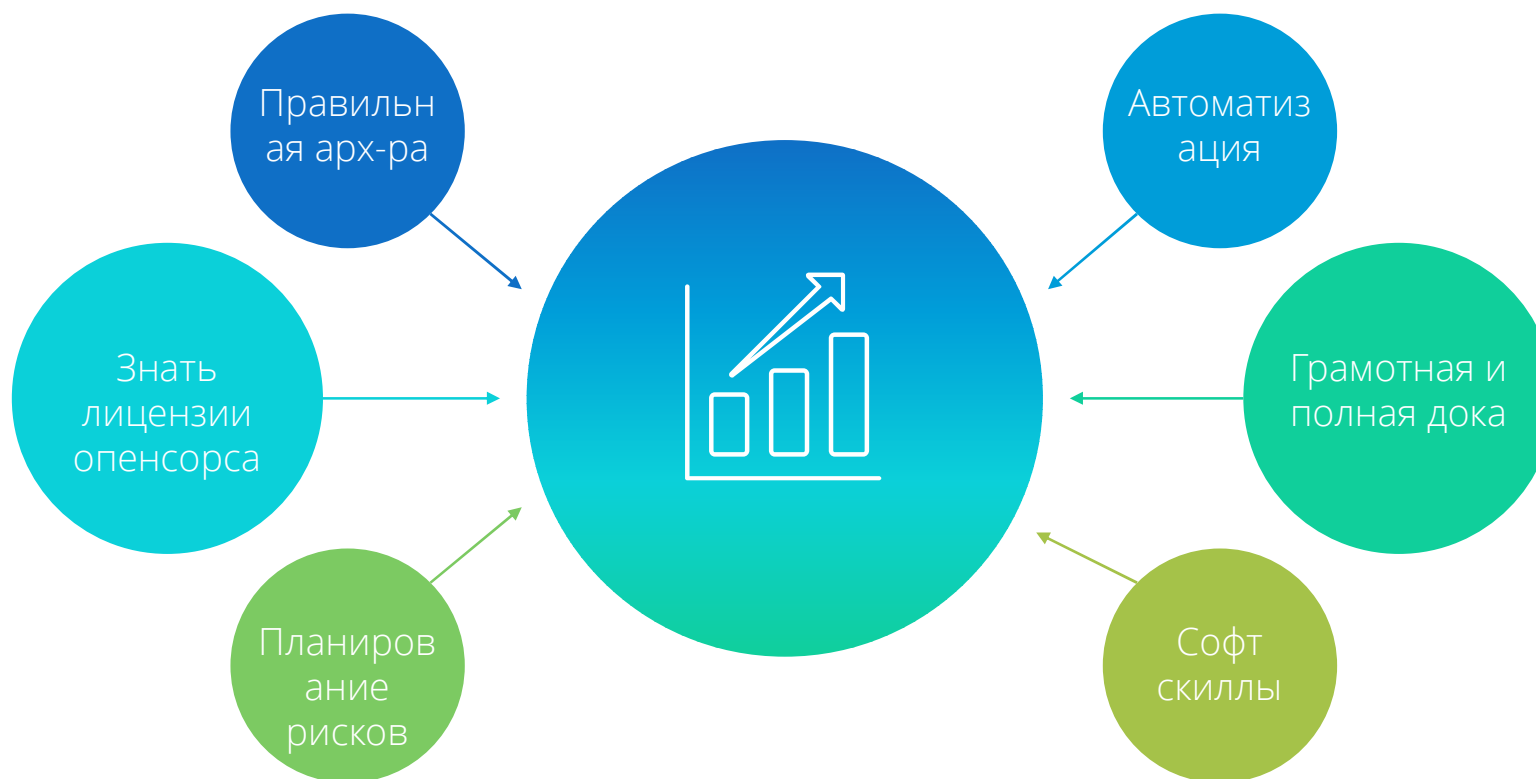 Правильн
ая арх-ра
Автоматиз
ация
Знать
лицензии
опенсорса
Грамотная и
полная дока
Планиров
ание
рисков
Софт
скиллы